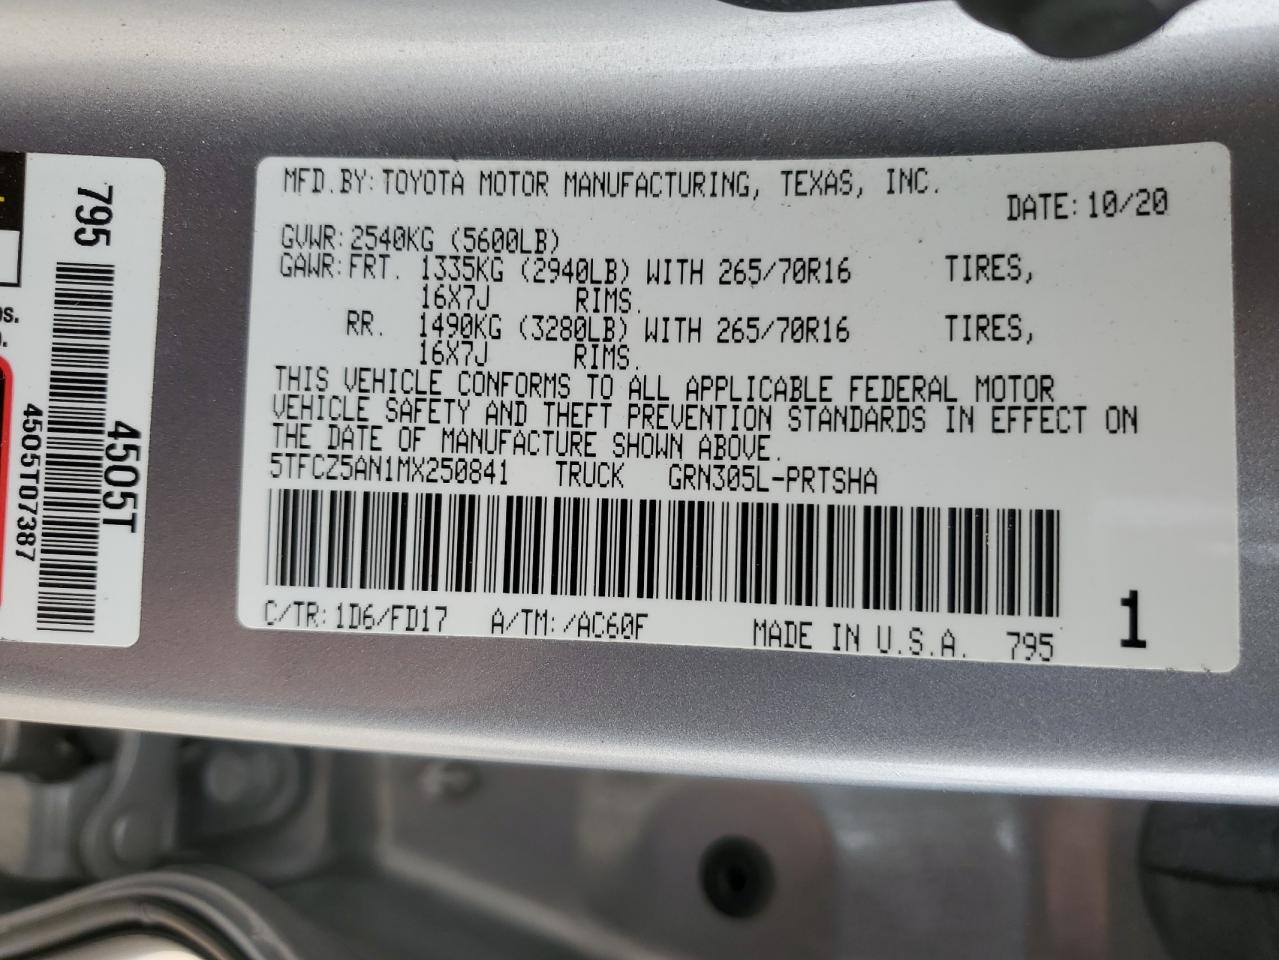 MFD.BY:TOYOTA MOTOR MANUFACTURING, TEXAS, INC.
DATE:10/20
GVWR:2540KG (5600LB)
GAWR:FRT. 1335KG (2940LB) WITH 265/70R16 TIRES,
16X7J RIMS.
RR. 1490KG (3280LB) WITH 265/70R16 TIRES,
16X7J RIMS.
THIS VEHICLE CONFORMS TO ALL APPLICABLE FEDERAL MOTOR
VEHICLE SAFETY AND THEFT PREVENTION STANDARDS IN EFFECT ON
THE DATE OF MANUFACTURE SHOWN ABOVE.
5TFCZ5AN1MX250841 TRUCK GRN305L-PRTSHA
C/TR:1D6/FD17 A/TM:/AC60F MADE IN U.S.A. 795
1
795
4505T
4505T07387